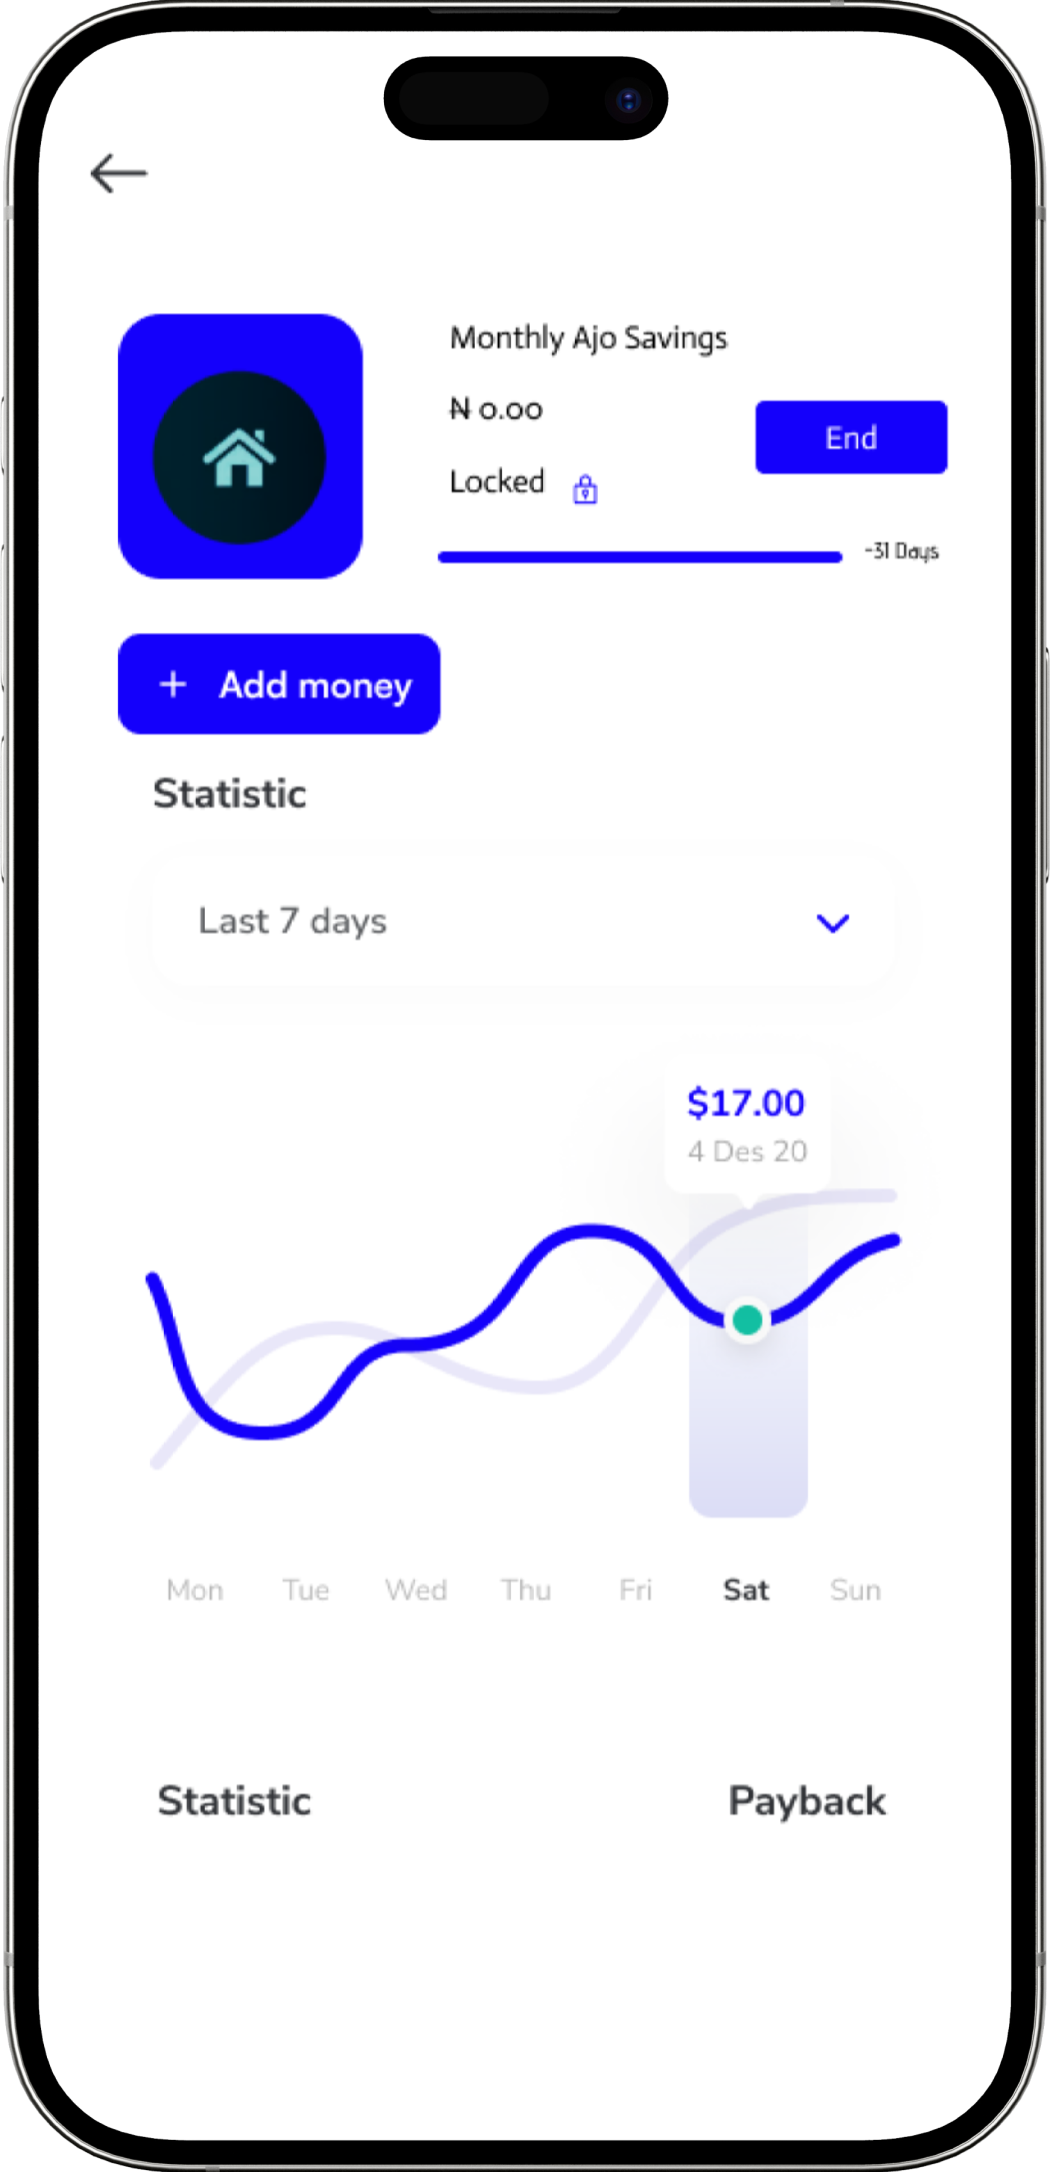 Monthly Ajo Savings
₦ 0.00
End
Locked
-31 Days
+ Add money
Statistic
Last 7 days
$17.00
4 Des 20
Mon Tue Wed Thu Fri Sat Sun
Statistic Payback